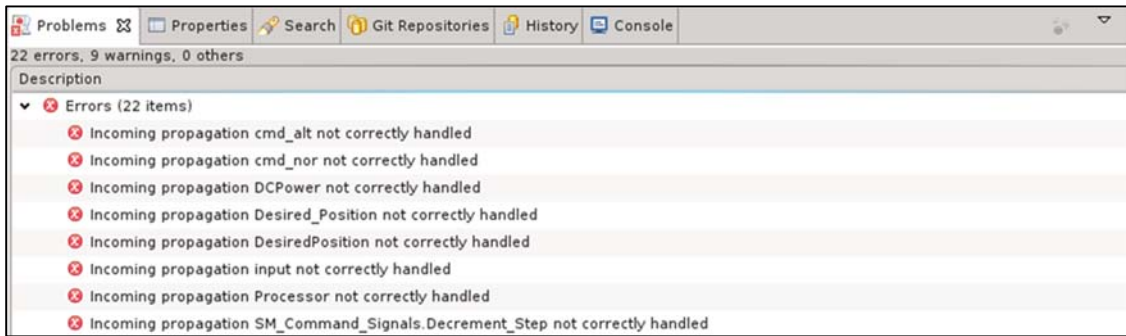 Problems Properties Search Git Repositories History Console
22 errors, 9 warnings, 0 others
Description
Errors (22 items)
Incoming propagation cmd_alt not correctly handled
Incoming propagation cmd_nor not correctly handled
Incoming propagation DCPower not correctly handled
Incoming propagation Desired_Position not correctly handled
Incoming propagation DesiredPosition not correctly handled
Incoming propagation input not correctly handled
Incoming propagation Processor not correctly handled
Incoming propagation SM_Command_Signals.Decrement_Step not correctly handled